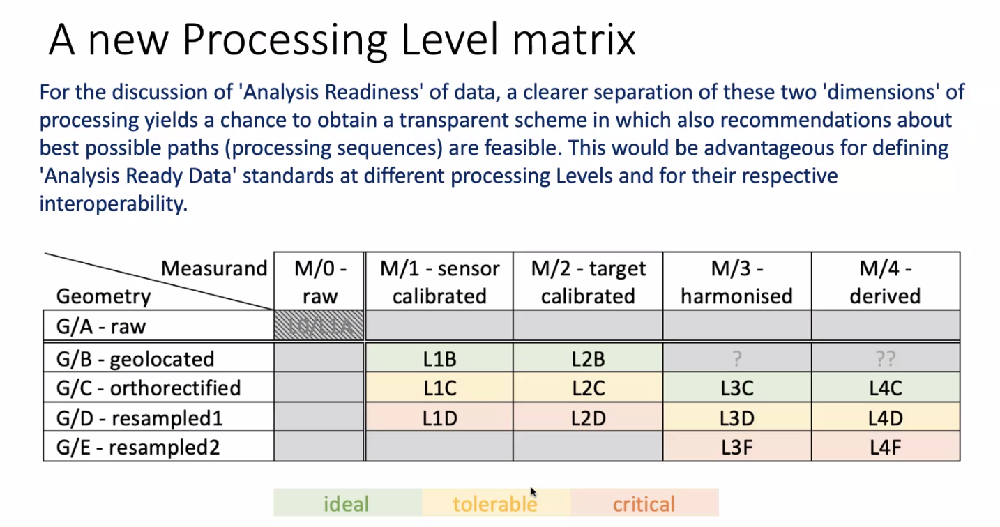 A new Processing Level matrix
For the discussion of 'Analysis Readiness' of data, a clearer separation of these two 'dimensions' of
processing yields a chance to obtain a transparent scheme in which also recommendations about
best possible paths (processing sequences) are feasible. This would be advantageous for defining
'Analysis Ready Data' standards at different processing Levels and for their respective
interoperability.
Measurand
Geometry
M/0 -
raw
M/1 - sensor
calibrated
M/2 - target
calibrated
M/3 -
harmonised
M/4 -
derived
G/A - raw
L0/L1A
G/B - geolocated
L1B
L2B
?
??
G/C - orthorectified
L1C
L2C
L3C
L4C
G/D - resampled1
L1D
L2D
L3D
L4D
G/E - resampled2
L3F
L4F
ideal
tolerable
critical